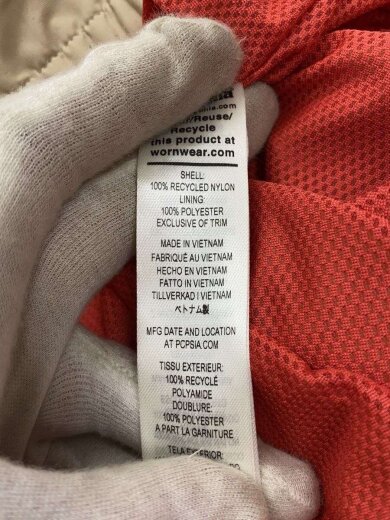 Recycle
this product at
wornwear.com
SHELL:
100% RECYCLED NYLON
LINING:
100% POLYESTER
EXCLUSIVE OF TRIM
MADE IN VIETNAM
FABRIQUÉ AU VIETNAM
HECHO EN VIETNAM
FATTO IN VIETNAM
TILLVERKAD I VIETNAM
ベトナム製
MFG DATE AND LOCATION
AT PCPSIA.COM
TISSU EXTERIEUR:
100% RECYCLÉ
POLYAMIDE
DOUBLURE:
100% POLYESTER
A PART LA GARNITURE
TELA EXTERIOR: